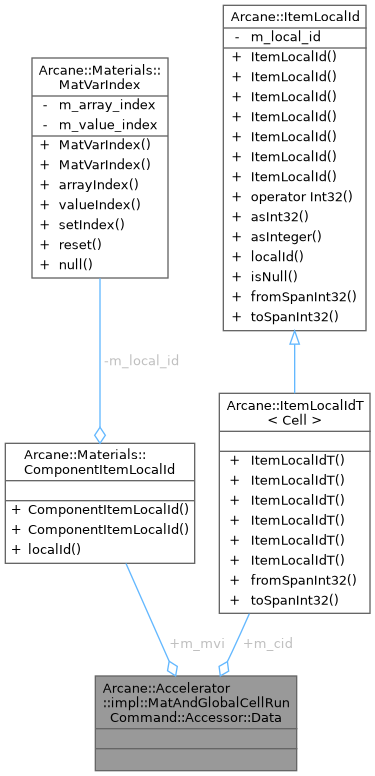 Arcane::ItemLocalId
- m_local_id
+ ItemLocalId()
+ ItemLocalId()
+ ItemLocalId()
+ ItemLocalId()
+ ItemLocalId()
+ ItemLocalId()
+ ItemLocalId()
+ operator Int32()
+ asInt32()
+ asInteger()
+ localId()
+ isNull()
+ fromSpanInt32()
+ toSpanInt32()
Arcane::Materials::
MatVarIndex
- m_array_index
- m_value_index
+ MatVarIndex()
+ MatVarIndex()
+ arrayIndex()
+ valueIndex()
+ setIndex()
+ reset()
+ null()
-m_local_id
Arcane::ItemLocalIdT
< Cell >
+ ItemLocalIdT()
+ ItemLocalIdT()
+ ItemLocalIdT()
+ ItemLocalIdT()
+ ItemLocalIdT()
+ ItemLocalIdT()
+ fromSpanInt32()
+ toSpanInt32()
Arcane::Materials::
ComponentItemLocalId
+ ComponentItemLocalId()
+ ComponentItemLocalId()
+ localId()
+m_mvi
+m_cid
Arcane::Accelerator
::impl::MatAndGlobalCellRun
Command::Accessor::Data